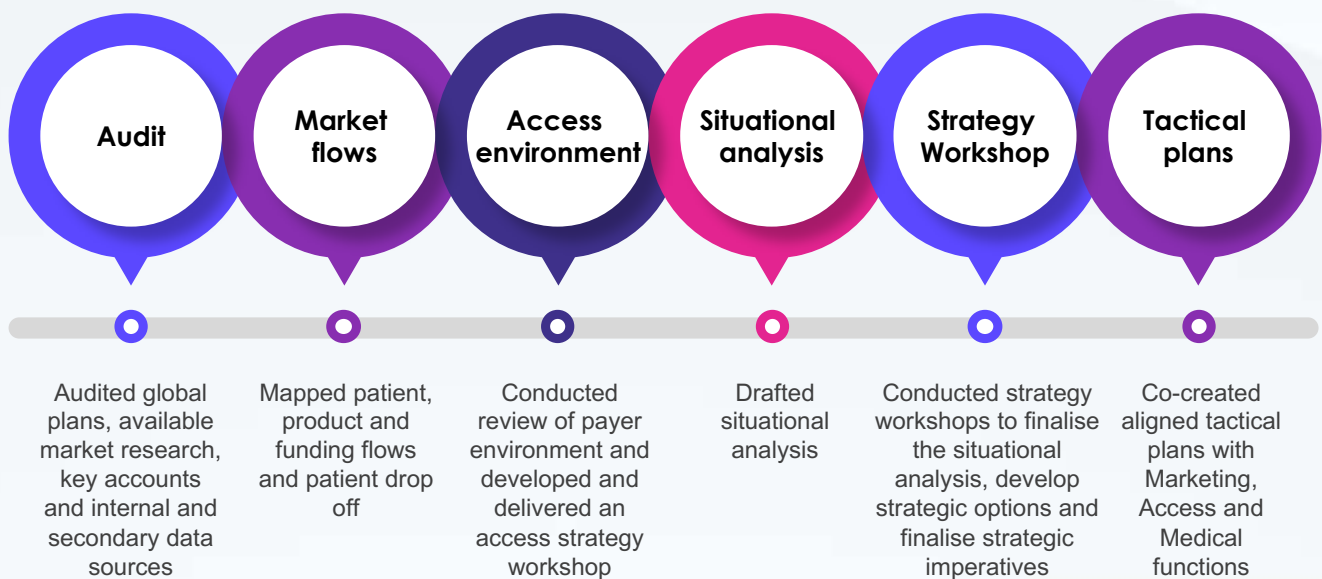 Audit
Market
flows
Access
environment
Situational
analysis
Strategy
Workshop
Tactical
plans
Audited global
plans, available
market research,
key accounts
and internal and
secondary data
sources
Mapped patient,
product and
funding flows
and patient drop
off
Conducted
review of payer
environment and
developed and
delivered an
access strategy
workshop
Drafted
situational
analysis
Conducted strategy
workshops to finalise
the situational
analysis, develop
strategic options and
finalise strategic
imperatives
Co-created
aligned tactical
plans with
Marketing,
Access and
Medical
functions